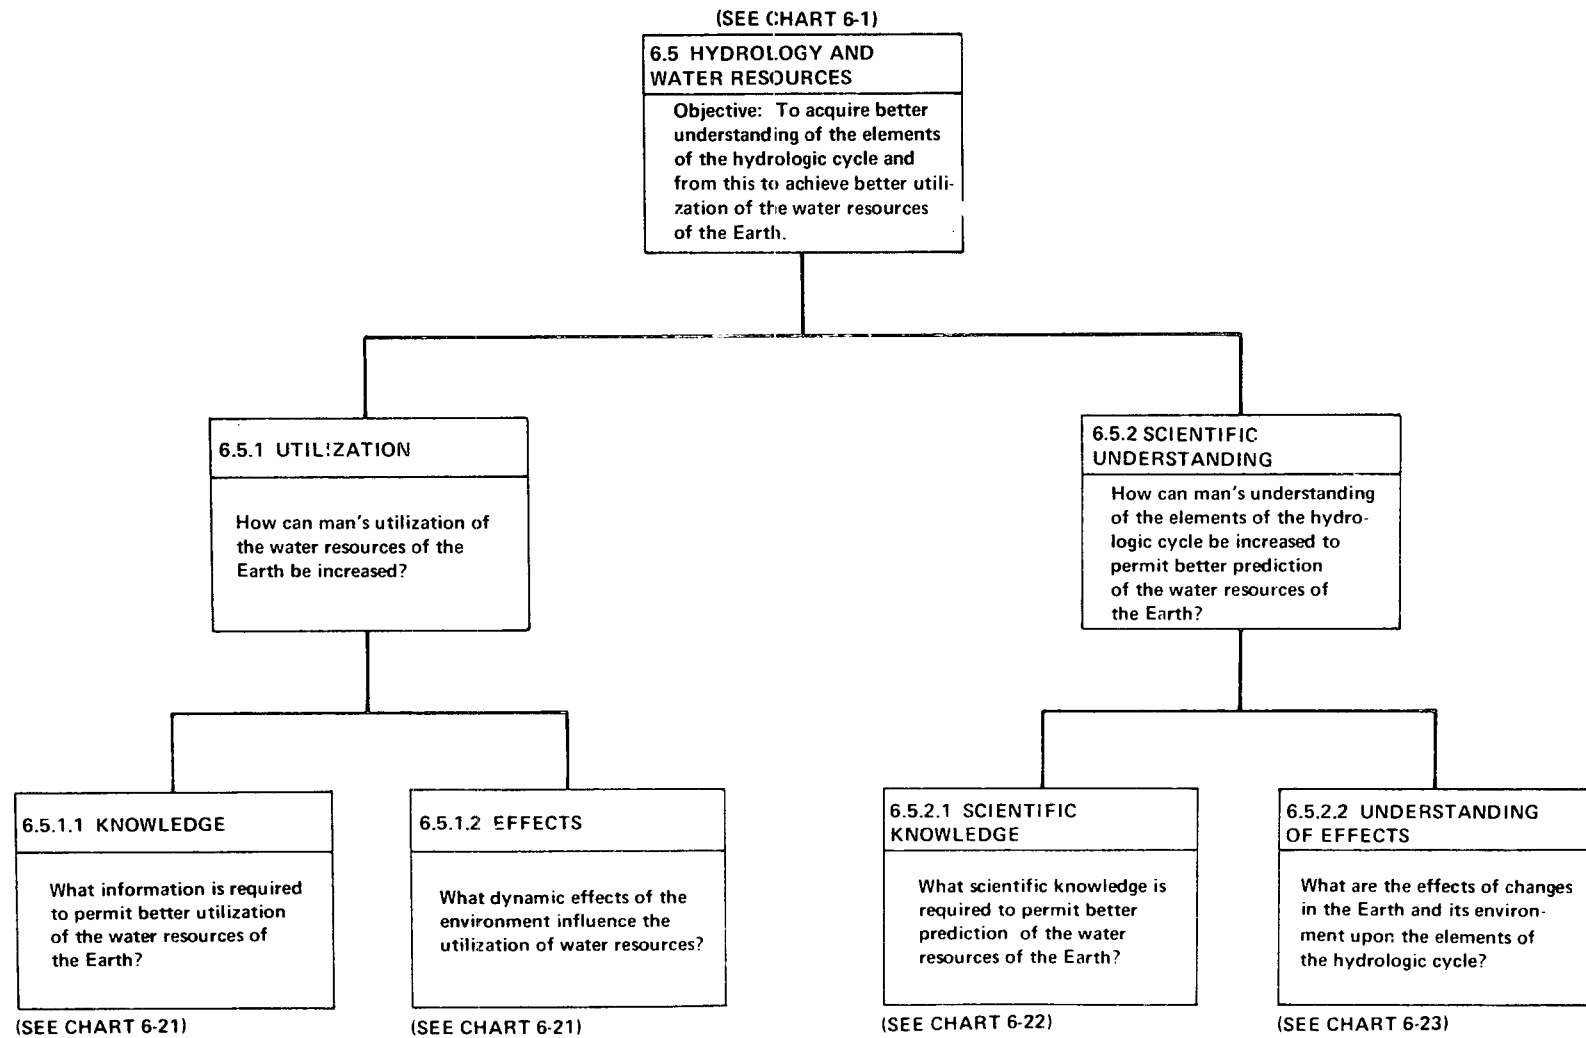 (SEE CHART 6-1)
6.5 HYDROLOGY AND
WATER RESOURCES
Objective: To acquire better
understanding of the elements
of the hydrologic cycle and
from this to achieve better utili-
zation of the water resources
of the Earth.
6.5.1 UTILIZATION
How can man's utilization of
the water resources of the
Earth be increased?
6.5.2 SCIENTIFIC
UNDERSTANDING
How can man's understanding
of the elements of the hydro-
logic cycle be increased to
permit better prediction
of the water resources of
the Earth?
6.5.1.1 KNOWLEDGE
What information is required
to permit better utilization
of the water resources of
the Earth?
(SEE CHART 6-21)
6.5.1.2 EFFECTS
What dynamic effects of the
environment influence the
utilization of water resources?
(SEE CHART 6-21)
6.5.2.1 SCIENTIFIC
KNOWLEDGE
What scientific knowledge is
required to permit better
prediction of the water
resources of the Earth?
(SEE CHART 6-22)
6.5.2.2 UNDERSTANDING
OF EFFECTS
What are the effects of changes
in the Earth and its environ-
ment upon the elements of
the hydrologic cycle?
(SEE CHART 6-23)